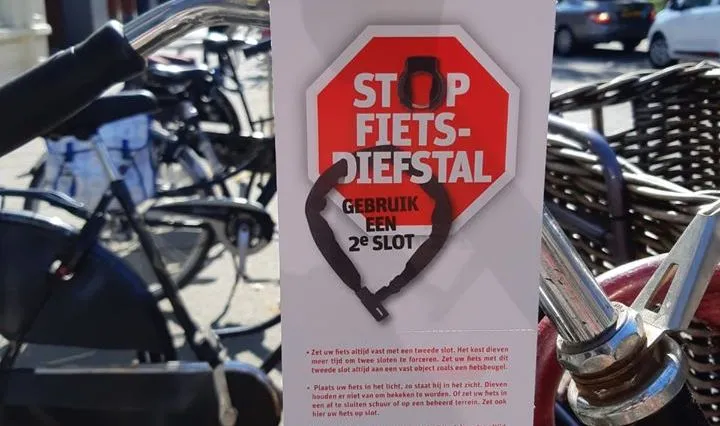 STOP
FIETS-
DIEFSTAL
GEBRUIK
EEN
2e SLOT
• Zet uw fiets altijd vast met een tweede slot. Het kost dieven
meer tijd om twee sloten te forceren. Zet uw fiets met dit
tweede slot altijd aan een vast object zoals een fietsbeugel.
• Plaats uw fiets in het licht, zo staat hij in het zicht. Dieven
houden er niet van om bekeken te worden. Of zet uw fiets in
een af te sluiten schuur of op een beheerd terrein. Zet ook
hier uw fiets op slot.